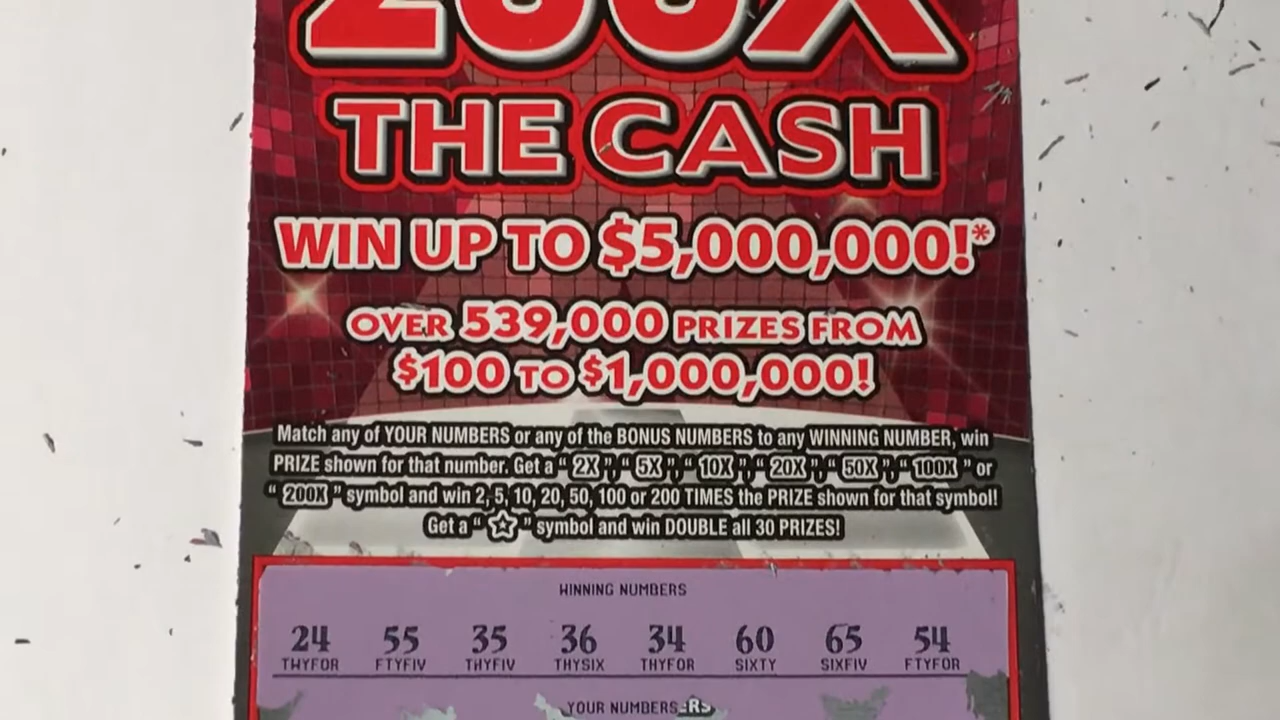 200X
THE CASH
WIN UP TO $5,000,000!*
OVER 539,000 PRIZES FROM
$100 TO $1,000,000!
Match any of YOUR NUMBERS or any of the BONUS NUMBERS to any WINNING NUMBER, win
PRIZE shown for that number. Get a " 2X ", " 5X ", " 10X ", " 20X ", " 50X ", " 100X " or
" 200X " symbol and win 2, 5, 10, 20, 50, 100 or 200 TIMES the PRIZE shown for that symbol!
Get a " ☆ " symbol and win DOUBLE all 30 PRIZES!
WINNING NUMBERS
24 55 35 36 34 60 65 54
TWYFOR FTYFIV THYFIV THYSIX THYFOR SIXTY SIXFIV FTYFOR
YOUR NUMBERS